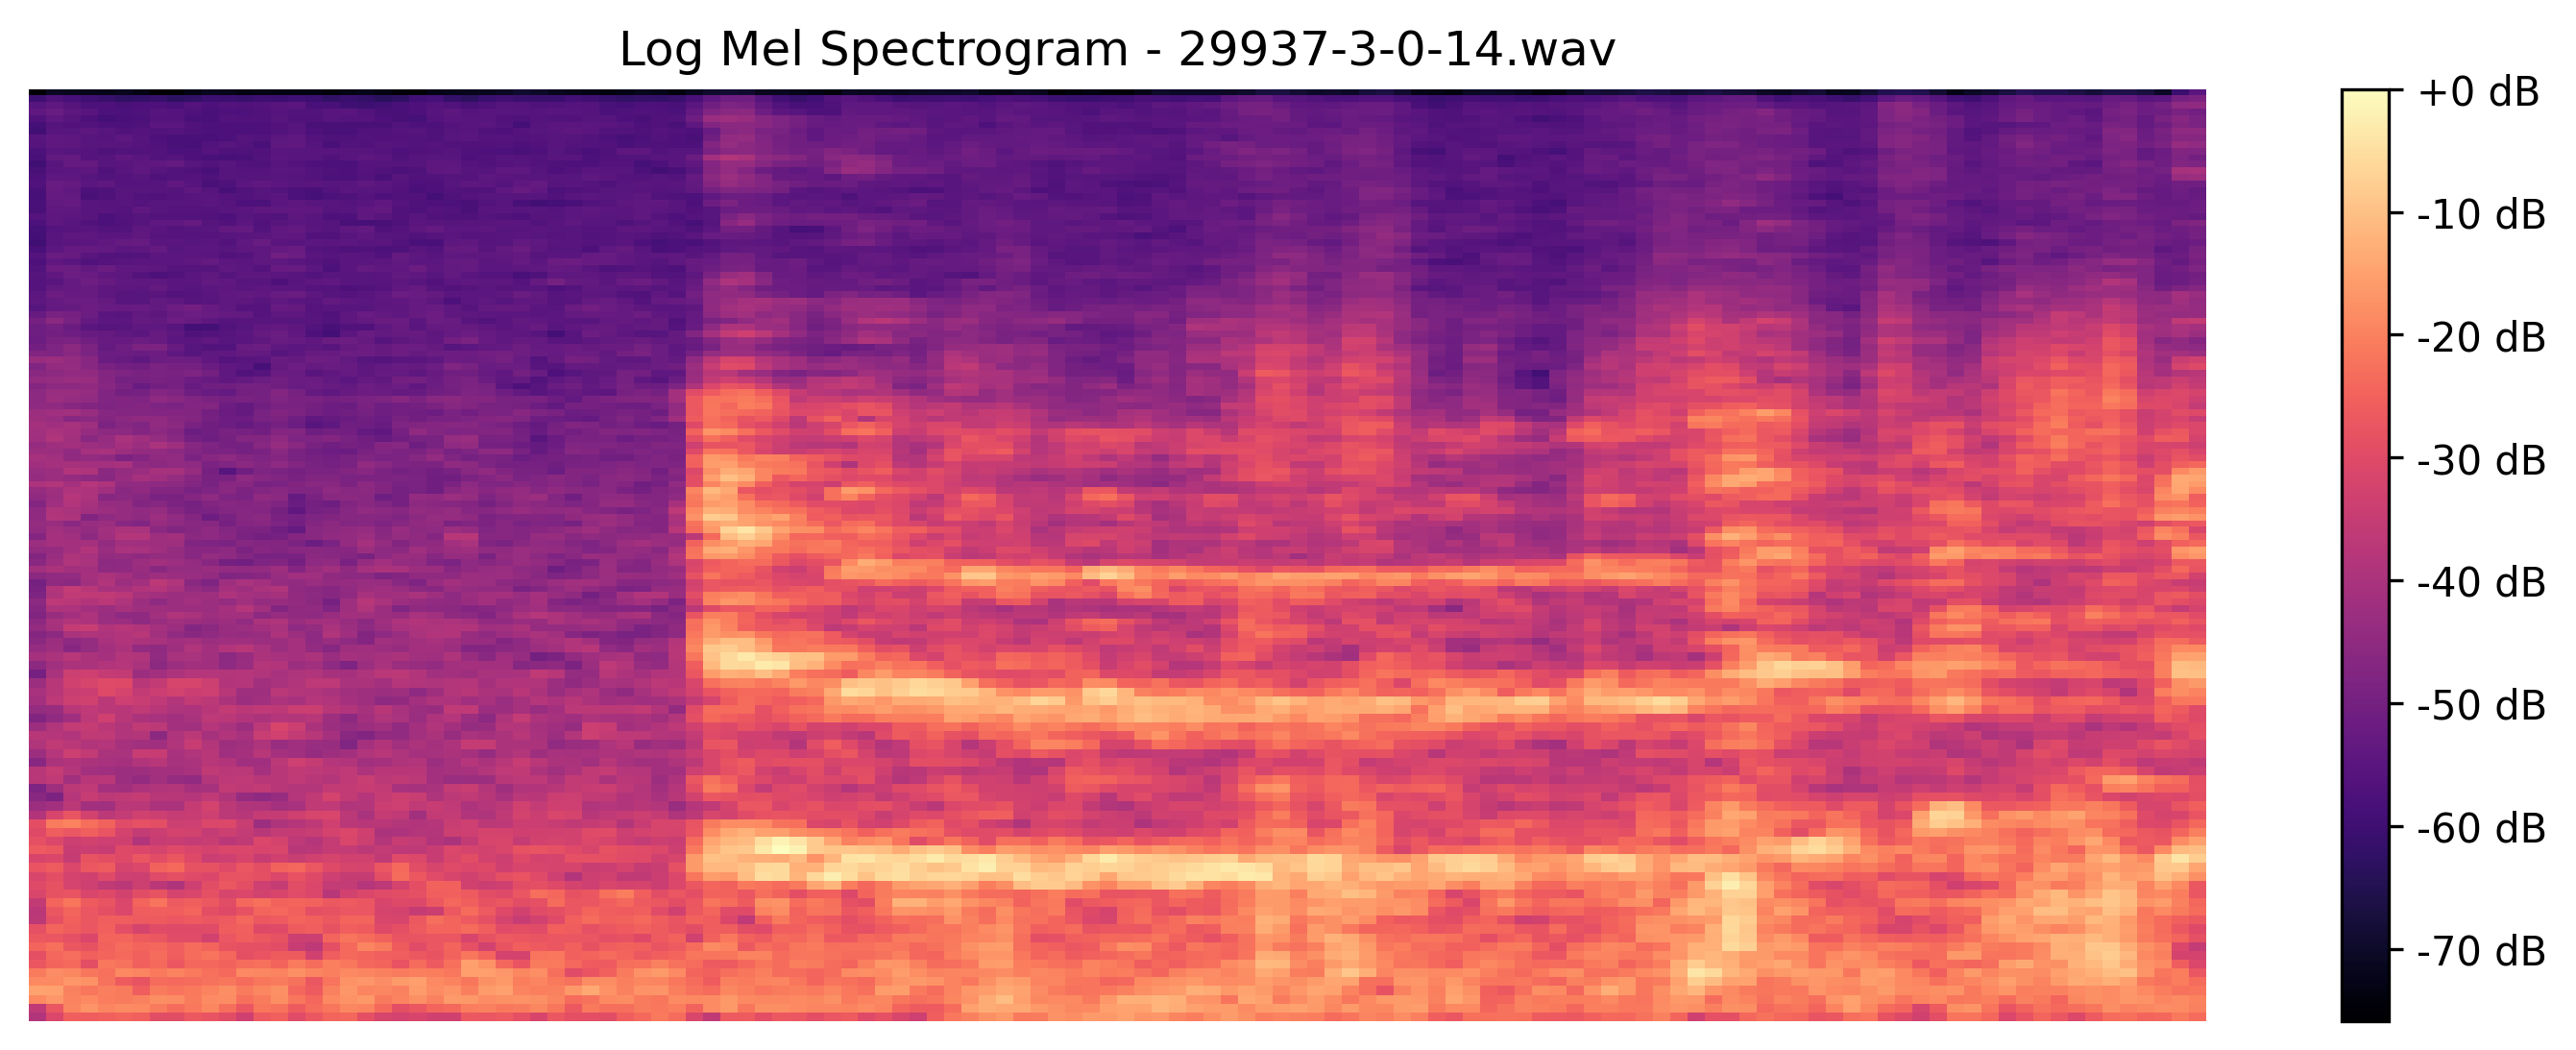 Log Mel Spectrogram - 29937-3-0-14.wav
+0 dB
-10 dB
-20 dB
-30 dB
-40 dB
-50 dB
-60 dB
-70 dB